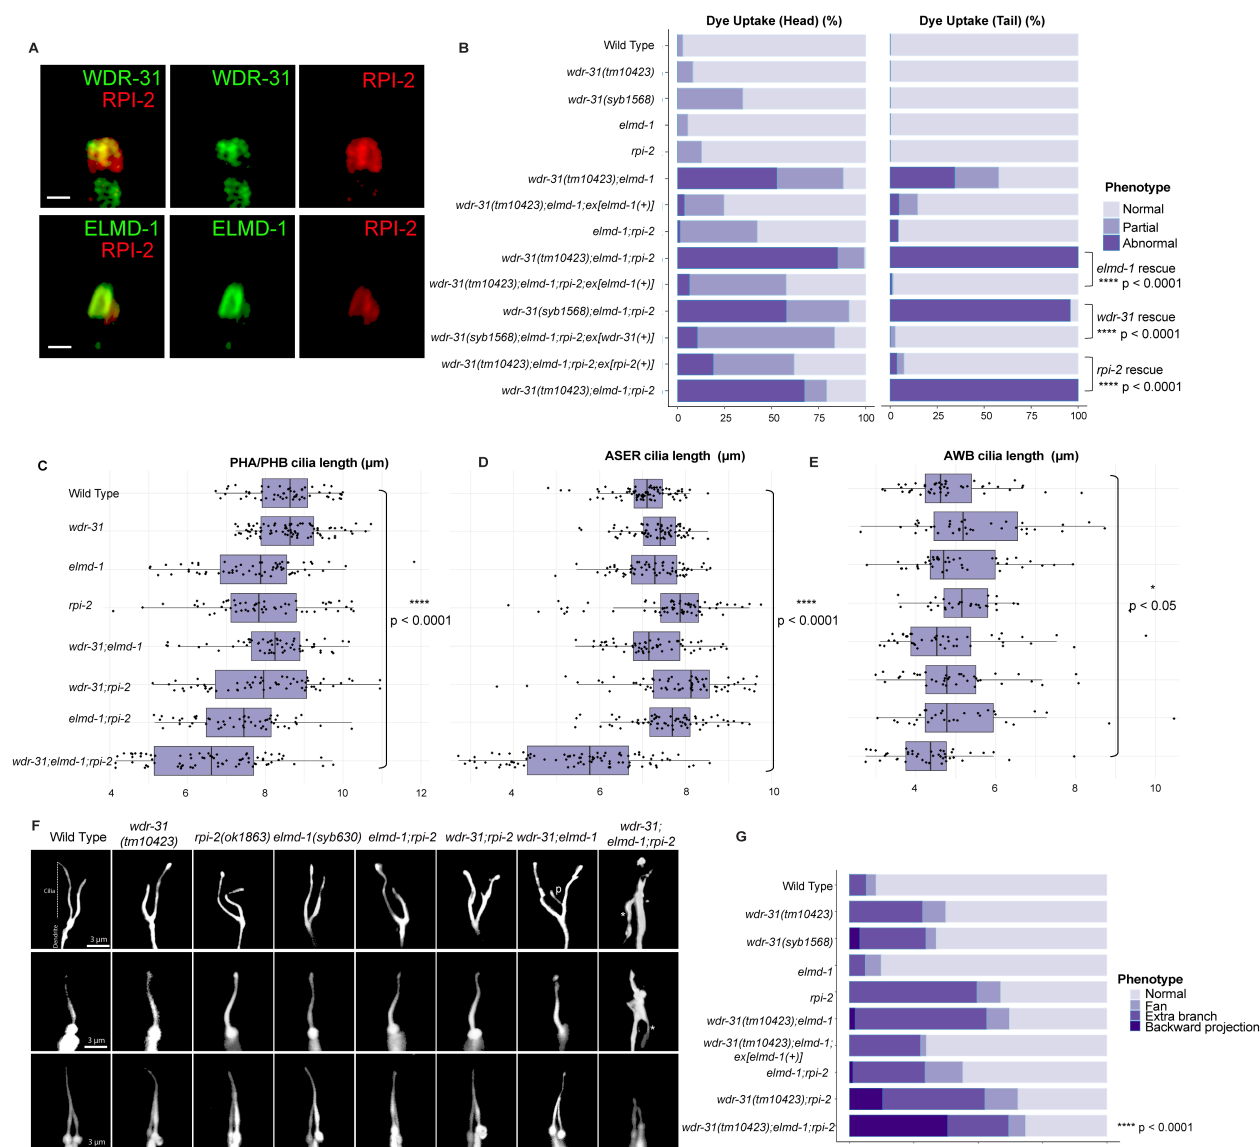 A
WDR-31
RPI-2
WDR-31
RPI-2
ELMD-1
RPI-2
ELMD-1
RPI-2
B
Dye Uptake (Head) (%)
Dye Uptake (Tail) (%)
Wild Type
wdr-31(tm10423)
wdr-31(syb1568)
elmd-1
rpi-2
wdr-31(tm10423);elmd-1
wdr-31(tm10423);elmd-1;ex[elmd-1(+)]
elmd-1;rpi-2
wdr-31(tm10423);elmd-1;rpi-2
wdr-31(tm10423);elmd-1;rpi-2;ex[elmd-1(+)]
wdr-31(syb1568);elmd-1;rpi-2
wdr-31(syb1568);elmd-1;rpi-2;ex[wdr-31(+)]
wdr-31(tm10423);elmd-1;rpi-2;ex[rpi-2(+)]
wdr-31(tm10423);elmd-1;rpi-2
0 25 50 75 100
0 25 50 75 100
Phenotype
Normal
Partial
Abnormal
elmd-1 rescue
**** p < 0.0001
wdr-31 rescue
**** p < 0.0001
rpi-2 rescue
**** p < 0.0001
C
PHA/PHB cilia length (µm)
Wild Type
wdr-31
elmd-1
rpi-2
wdr-31;elmd-1
wdr-31;rpi-2
elmd-1;rpi-2
wdr-31;elmd-1;rpi-2
4 6 8 10 12
****
p < 0.0001
D
ASER cilia length (µm)
2 4 6 8 10
****
p < 0.0001
E
AWB cilia length (µm)
4 6 8 10
*
p < 0.05
F
Wild Type
wdr-31
(tm10423)
rpi-2(ok1863)
elmd-1(syb630)
elmd-1;rpi-2
wdr-31;rpi-2
wdr-31;elmd-1
wdr-31;
elmd-1;rpi-2
Cilia
Dendrite
3 µm
p
*
3 µm
*
3 µm
G
Wild Type
wdr-31(tm10423)
wdr-31(syb1568)
elmd-1
rpi-2
wdr-31(tm10423);elmd-1
wdr-31(tm10423);elmd-1;
ex[elmd-1(+)]
elmd-1;rpi-2
wdr-31(tm10423);rpi-2
wdr-31(tm10423);elmd-1;rpi-2
Phenotype
Normal
Fan
Extra branch
Backward projection
**** p < 0.0001